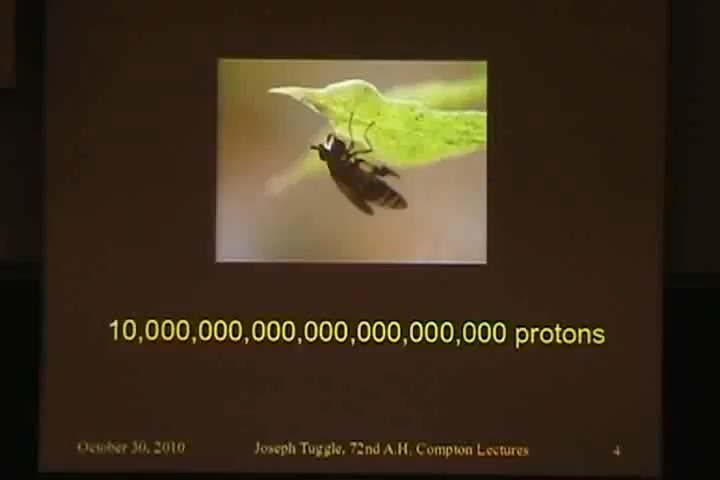 10,000,000,000,000,000,000,000 protons
October 30, 2010 Joseph Tuggle, 72nd A.H. Compton Lectures 4